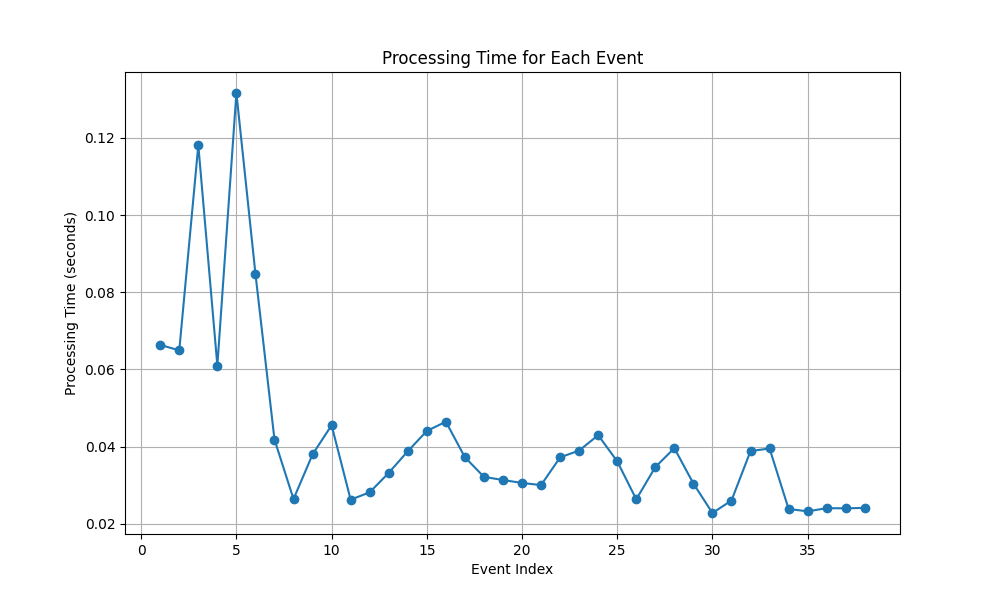 Processing Time for Each Event
Processing Time (seconds)
0.12
0.10
0.08
0.06
0.04
0.02
0 5 10 15 20 25 30 35
Event Index